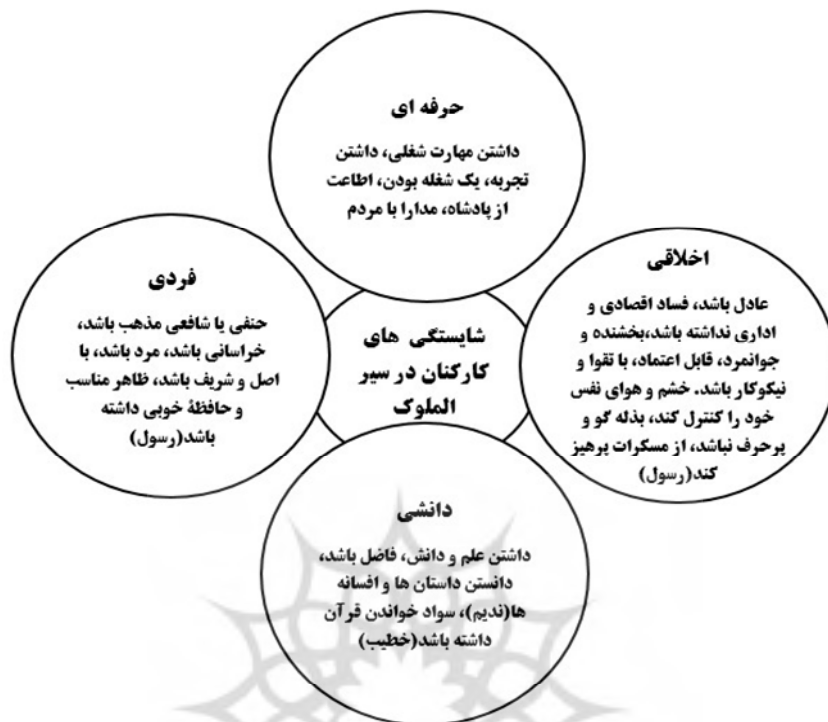 حرفه ای
داشتن مهارت شغلی، داشتن
تجربه، یک شغله بودن، اطاعت
از پادشاه، مدارا با مردم
اخلاقی
عادل باشد، فساد اقتصادی و
اداری نداشته باشد،بخشنده و
جوانمرد، قابل اعتماد، با تقوا و
نیکوکار باشد. خشم و هوای نفس
خود را کنترل کند، بذله گو و
پرحرف نباشد، از مسکرات پرهیز
کند(رسول)
شایستگی های
کارکنان در سیر
الملوک
فردی
حنفی یا شافعی مذهب باشد،
خراسانی باشد، مرد باشد، با
اصل و شریف باشد، ظاهر مناسب
و حافظۀ خوبی داشته
باشد(رسول)
دانشی
داشتن علم و دانش، فاضل باشد،
دانستن داستان ها و افسانه
ها(ندیم)، سواد خواندن قرآن
داشته باشد(خطیب)